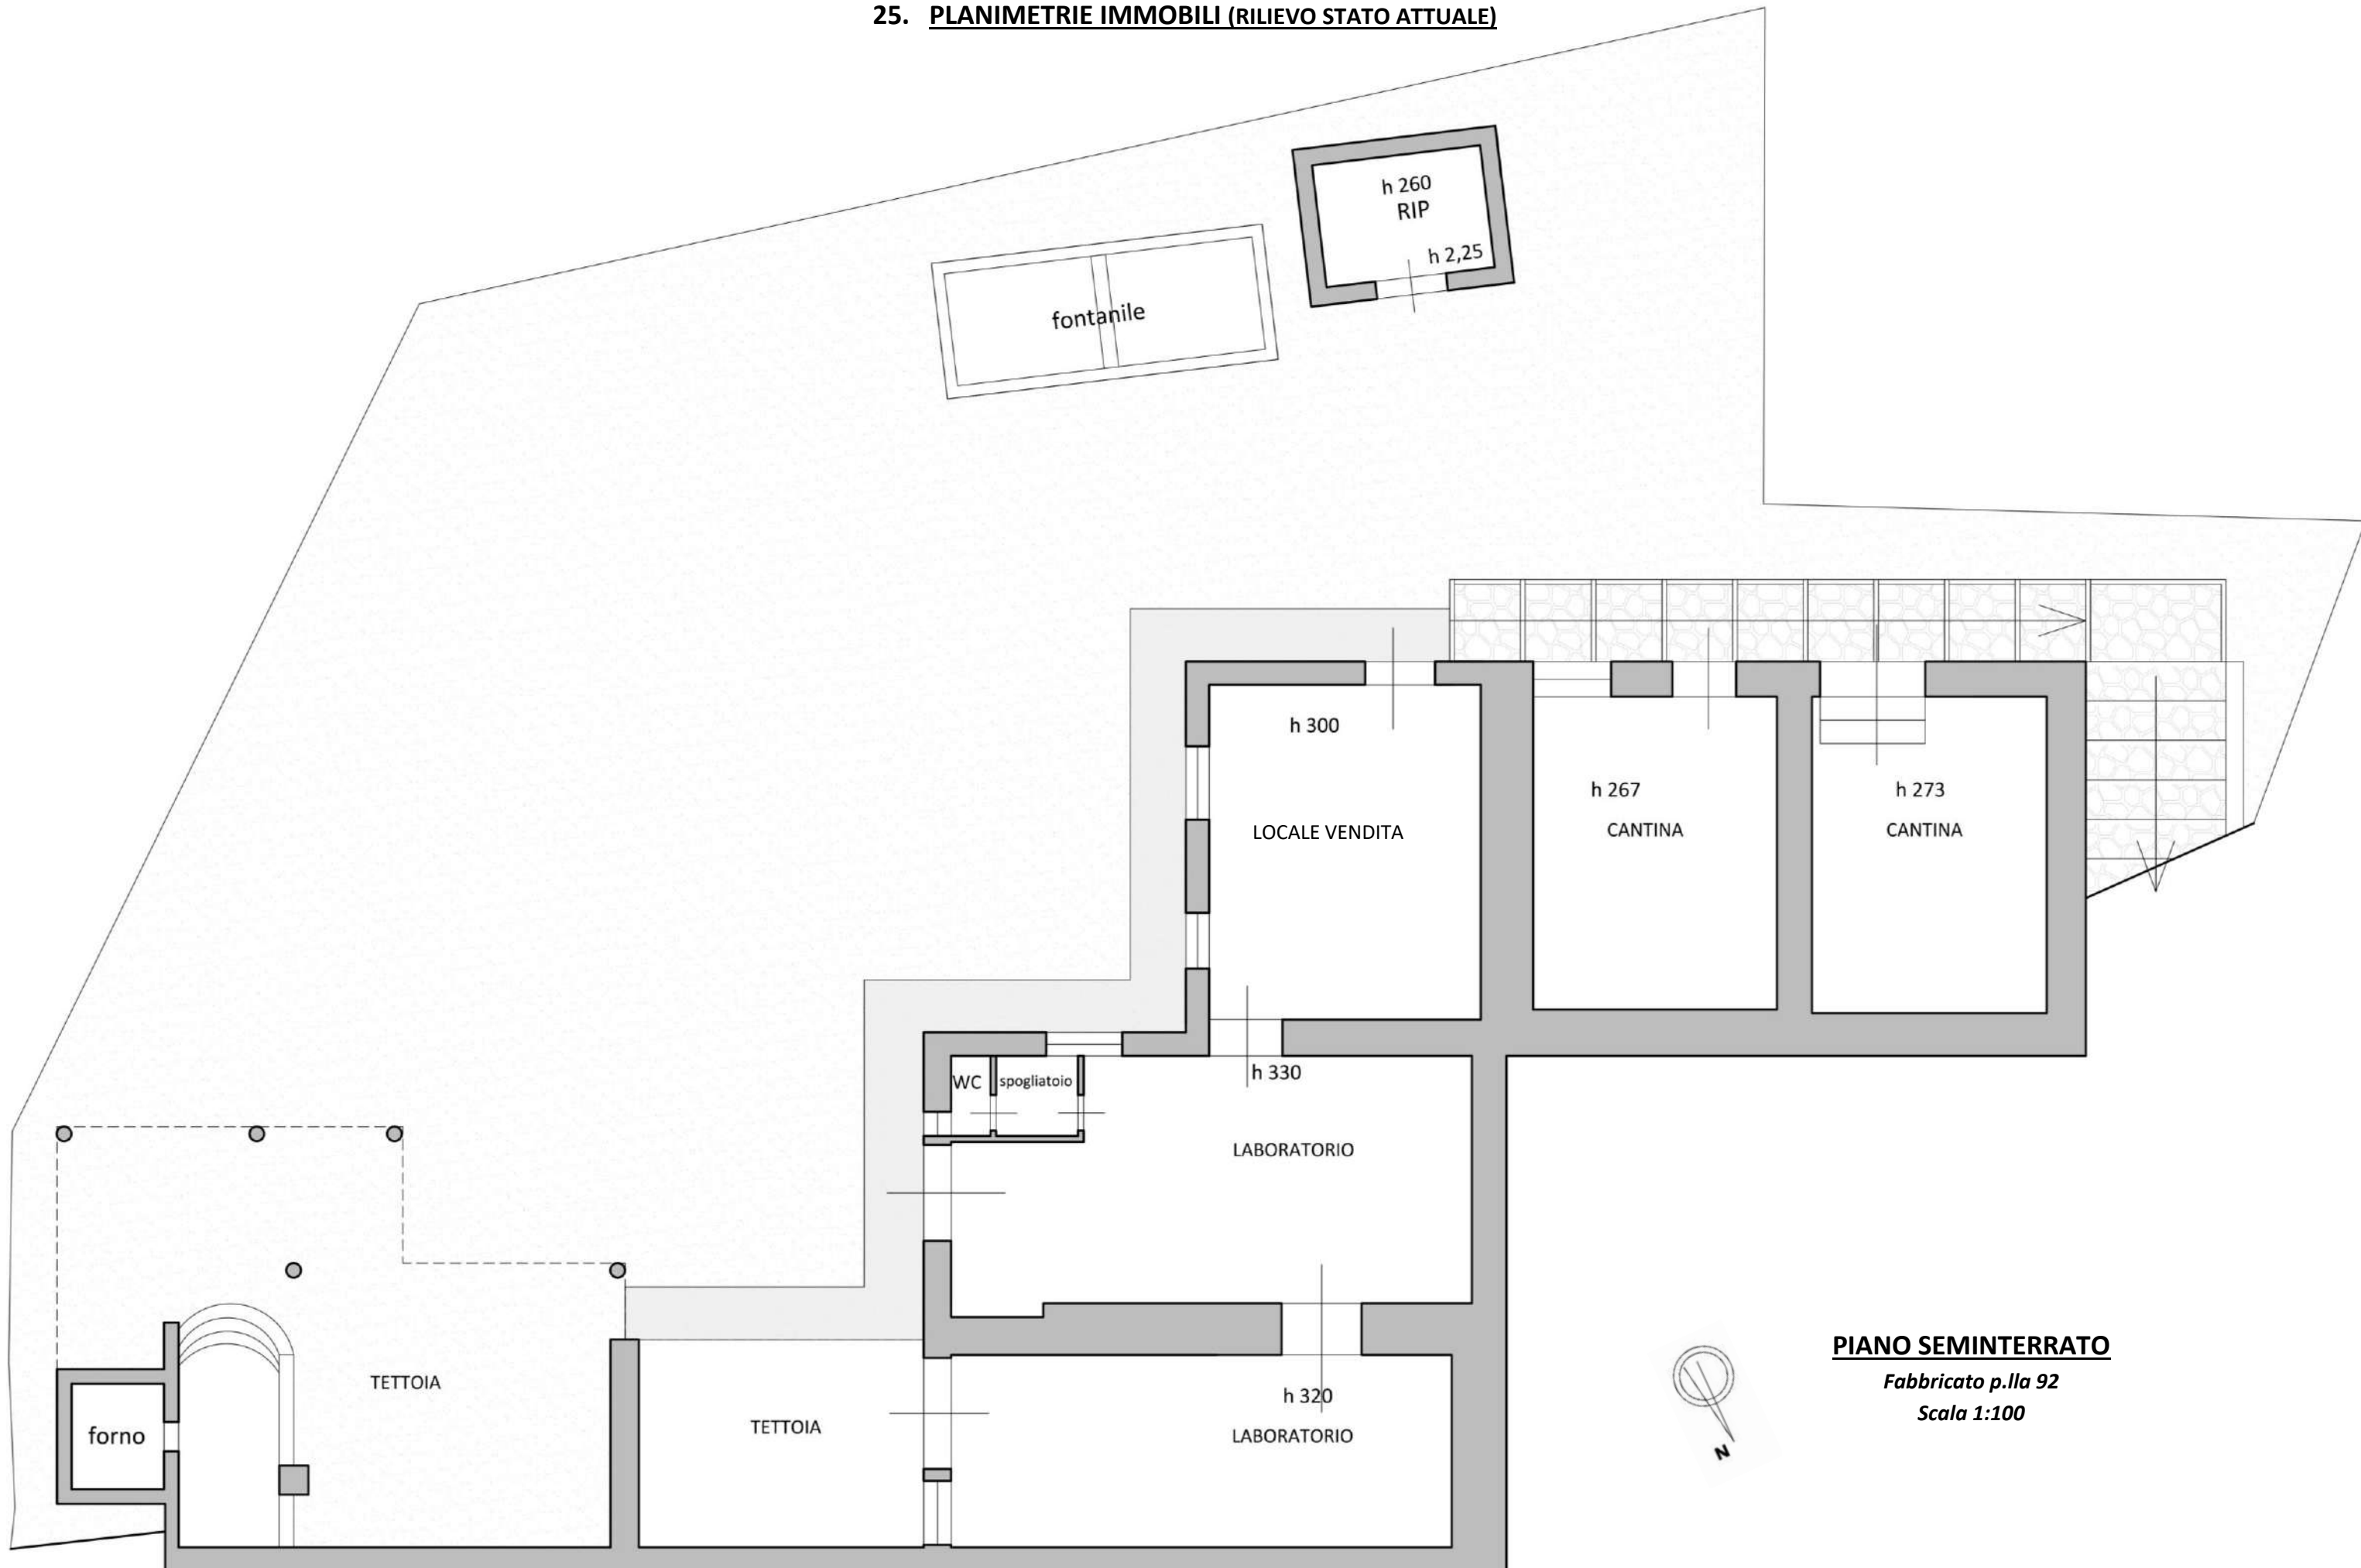 25. PLANIMETRIE IMMOBILI (RILIEVO STATO ATTUALE)
h 260
RIP
h 2,25
fontanile
h 300
LOCALE VENDITA
h 267
CANTINA
h 273
CANTINA
WC
spogliatoio
h 330
LABORATORIO
TETTOIA
forno
TETTOIA
h 320
LABORATORIO
N
PIANO SEMINTERRATO
Fabbricato p.lla 92
Scala 1:100